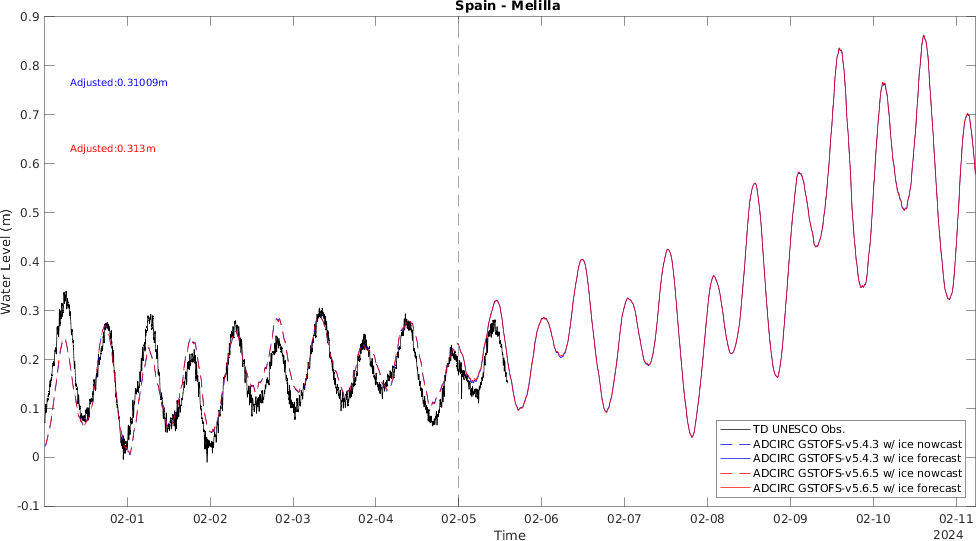 Spain - Melilla
0.9
0.8
0.7
0.6
0.5
0.4
0.3
0.2
0.1
0
-0.1
Water Level (m)
Adjusted:0.31009m
Adjusted:0.313m
TD UNESCO Obs.
ADCIRC GSTOFS-v5.4.3 w/ ice nowcast
ADCIRC GSTOFS-v5.4.3 w/ ice forecast
ADCIRC GSTOFS-v5.6.5 w/ ice nowcast
ADCIRC GSTOFS-v5.6.5 w/ ice forecast
02-01 02-02 02-03 02-04 02-05 02-06 02-07 02-08 02-09 02-10 02-11
Time
2024